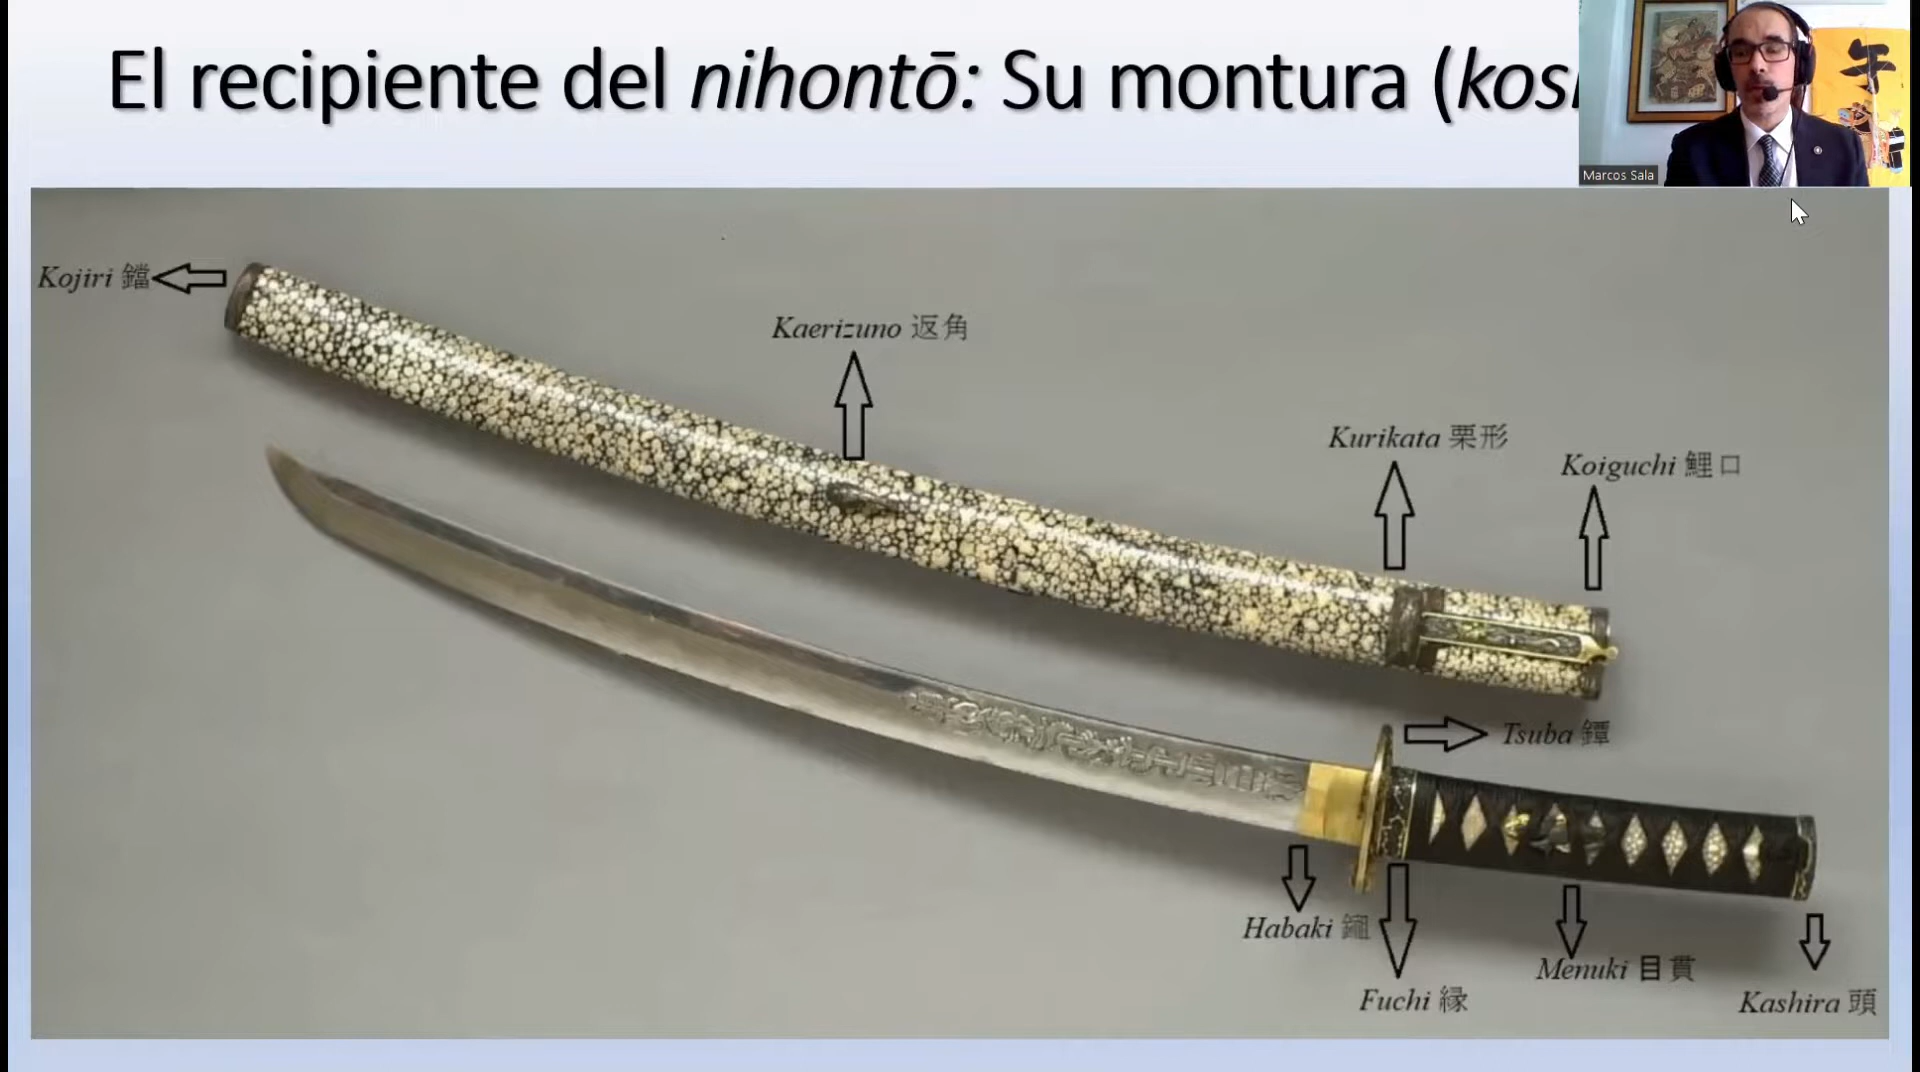 El recipiente del nihontō: Su montura (kos
午
Marcos Sala
Kojiri 鐺
Kaerizuno 返角
Kurikata 栗形
Koiguchi 鯉口
Tsuba 鐔
Habaki 鎺
Menuki 目貫
Fuchi 縁
Kashira 頭